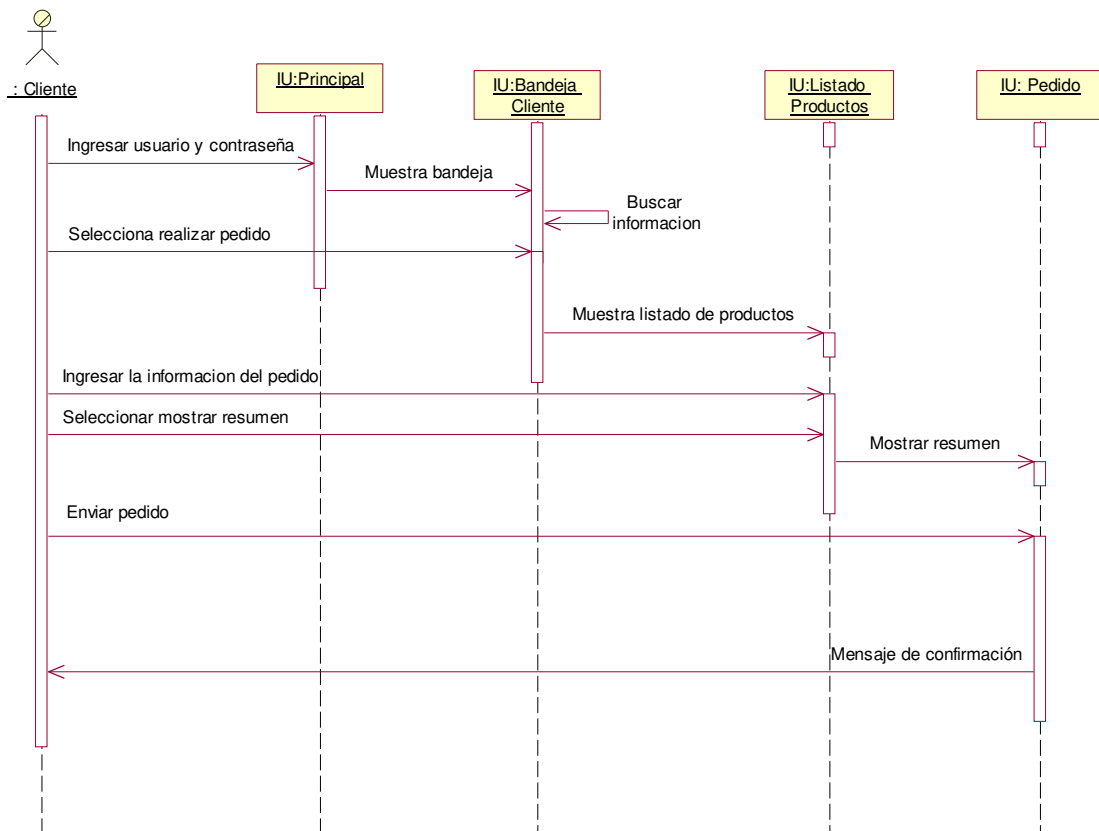 : Cliente
IU:Principal
IU:Bandeja
Cliente
IU:Listado
Productos
IU: Pedido
Ingresar usuario y contraseña
Muestra bandeja
Buscar
informacion
Selecciona realizar pedido
Muestra listado de productos
Ingresar la informacion del pedido
Seleccionar mostrar resumen
Mostrar resumen
Enviar pedido
Mensaje de confirmación